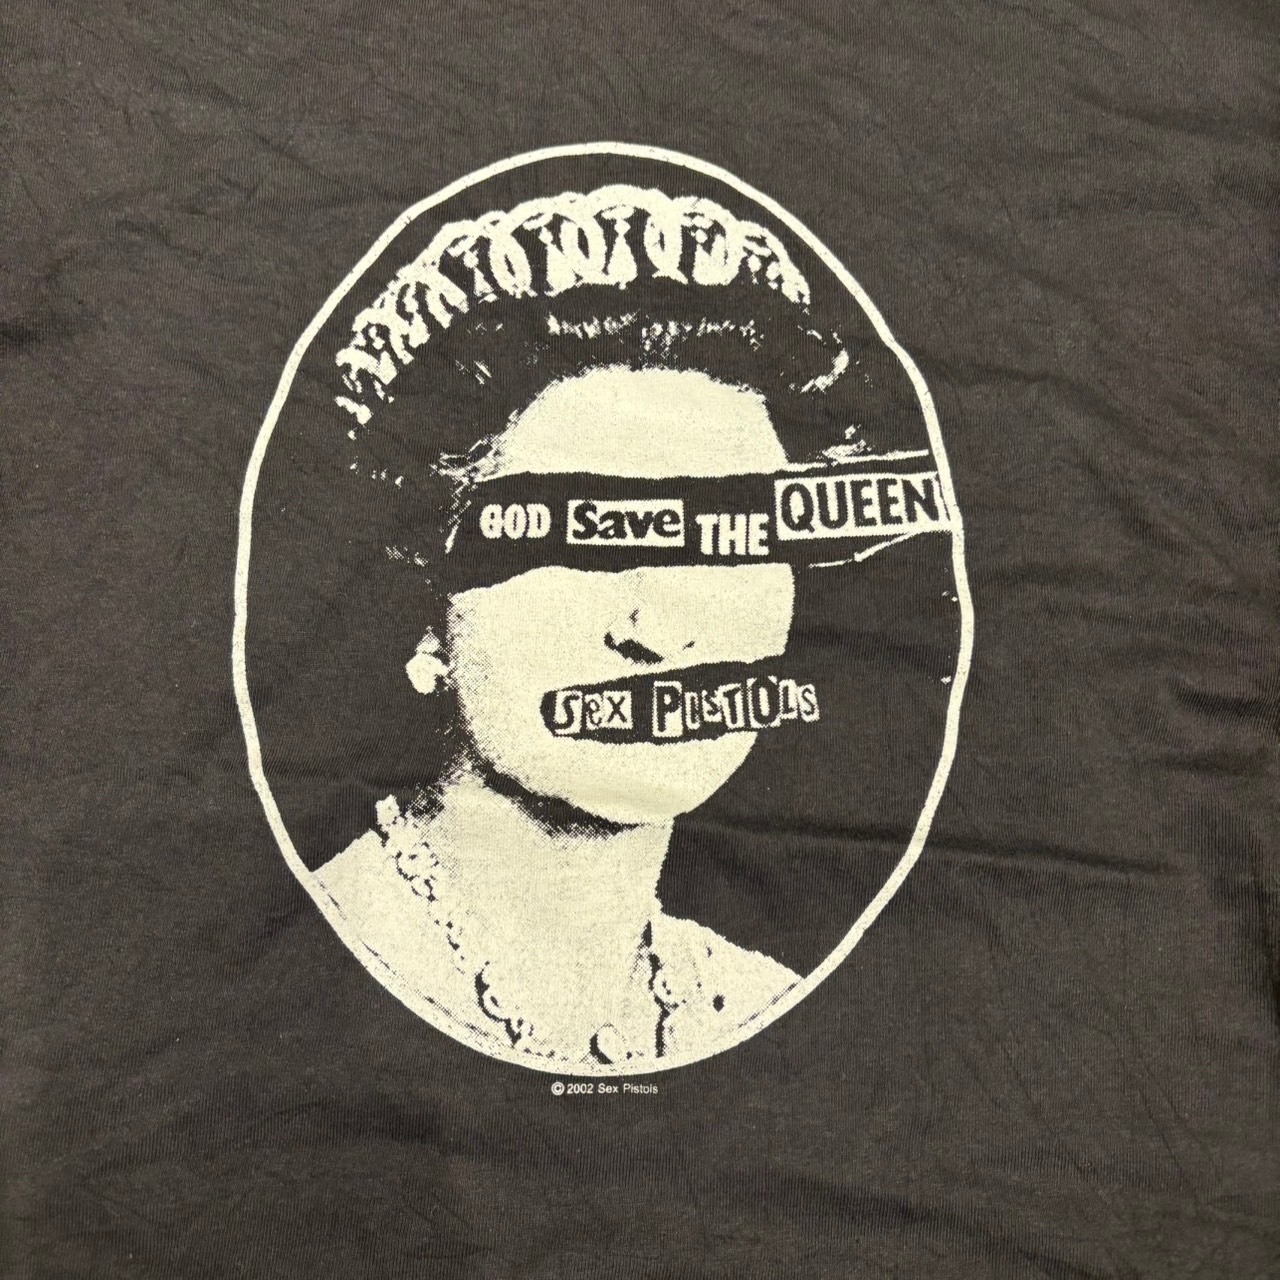 GOD Save THE QUEEN
SEX PISTOLS
© 2002 Sex Pistols